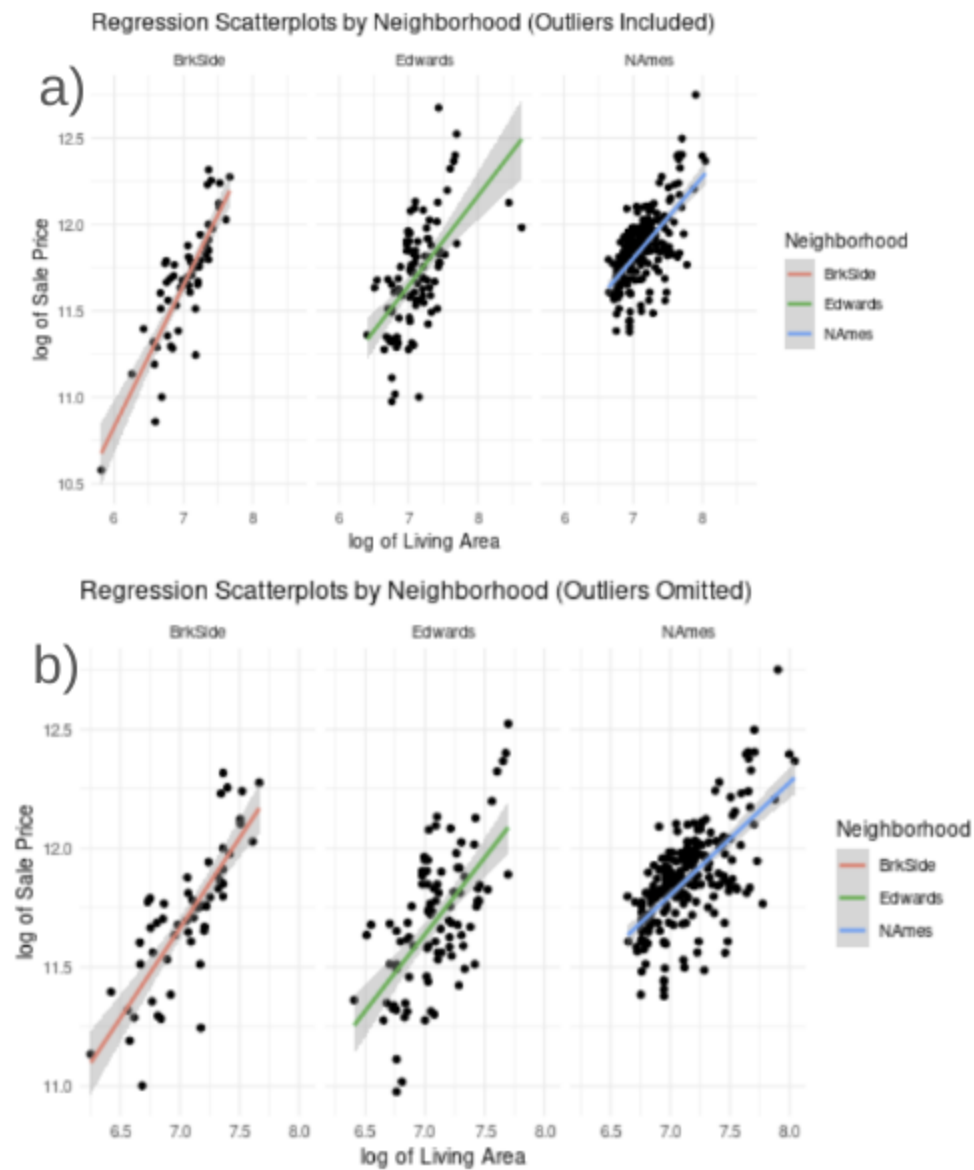 Regression Scatterplots by Neighborhood (Outliers Included)
a)
BrkSide Edwards NAmes
log of Sale Price
12.5
12.0
11.5
11.0
10.5
6 7 8 6 7 8 6 7 8
log of Living Area
Neighborhood
BrkSide
Edwards
NAmes
Regression Scatterplots by Neighborhood (Outliers Omitted)
b)
BrkSide Edwards NAmes
log of Sale Price
12.5
12.0
11.5
11.0
6.5 7.0 7.5 8.0 6.5 7.0 7.5 8.0 6.5 7.0 7.5 8.0
log of Living Area
Neighborhood
BrkSide
Edwards
NAmes